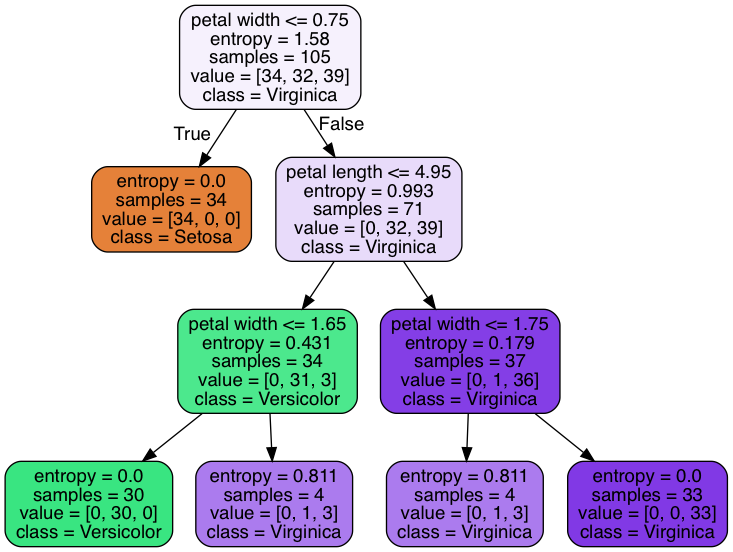 petal width <= 0.75
entropy = 1.58
samples = 105
value = [34, 32, 39]
class = Virginica
True
False
entropy = 0.0
samples = 34
value = [34, 0, 0]
class = Setosa
petal length <= 4.95
entropy = 0.993
samples = 71
value = [0, 32, 39]
class = Virginica
petal width <= 1.65
entropy = 0.431
samples = 34
value = [0, 31, 3]
class = Versicolor
petal width <= 1.75
entropy = 0.179
samples = 37
value = [0, 1, 36]
class = Virginica
entropy = 0.0
samples = 30
value = [0, 30, 0]
class = Versicolor
entropy = 0.811
samples = 4
value = [0, 1, 3]
class = Virginica
entropy = 0.811
samples = 4
value = [0, 1, 3]
class = Virginica
entropy = 0.0
samples = 33
value = [0, 0, 33]
class = Virginica